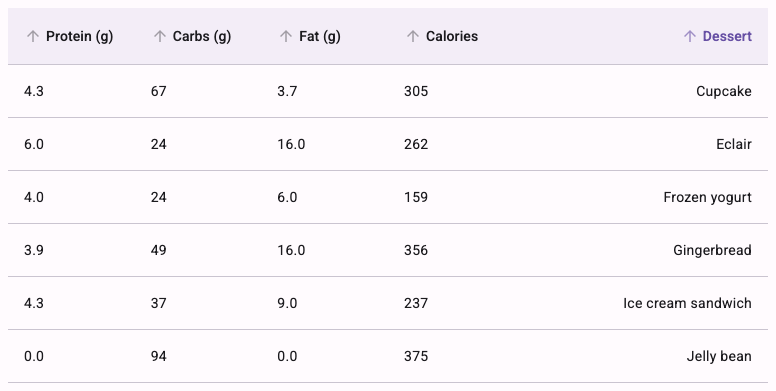 Protein (g) Carbs (g) Fat (g) Calories Dessert
4.3 67 3.7 305 Cupcake
6.0 24 16.0 262 Eclair
4.0 24 6.0 159 Frozen yogurt
3.9 49 16.0 356 Gingerbread
4.3 37 9.0 237 Ice cream sandwich
0.0 94 0.0 375 Jelly bean